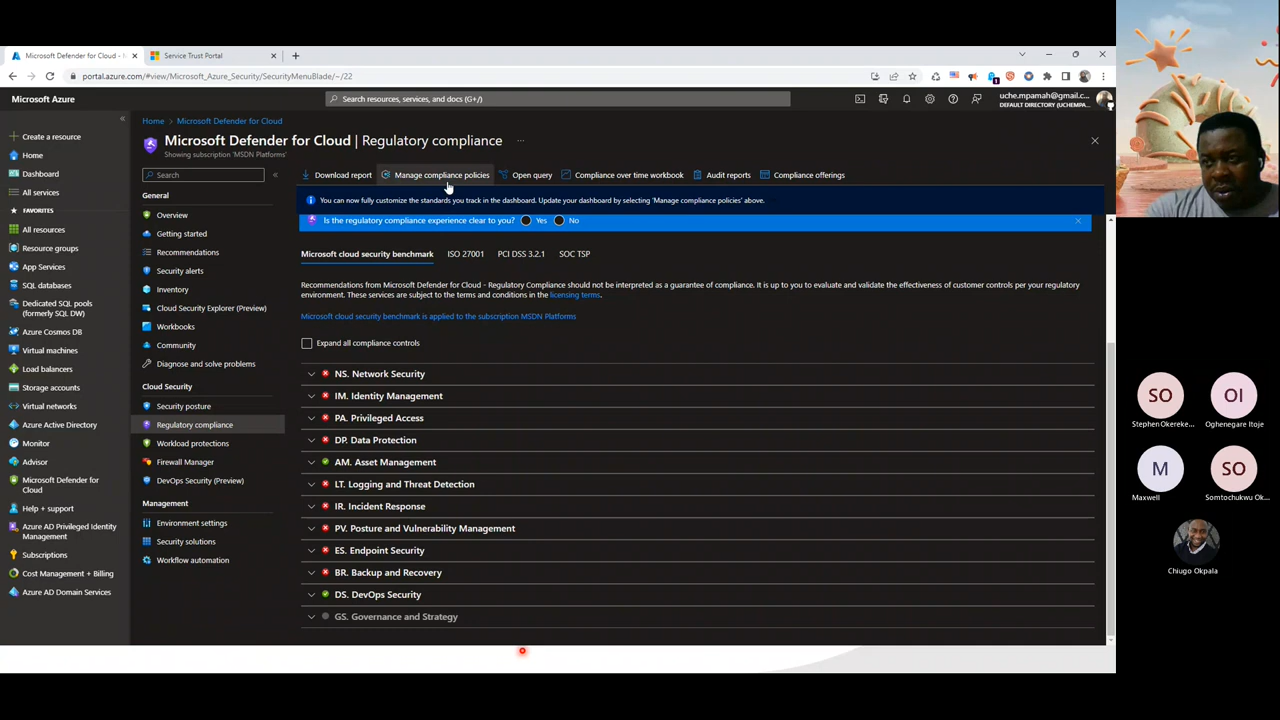 Microsoft Defender for Cloud -
Service Trust Portal
portal.azure.com/#view/Microsoft_Azure_Security/SecurityMenuBlade/~/22
Microsoft Azure
Search resources, services, and docs (G+/)
uche.mpamah@gmail.c...
DEFAULT DIRECTORY (UCHEMPA...
Create a resource
Home
Dashboard
All services
FAVORITES
All resources
Resource groups
App Services
SQL databases
Dedicated SQL pools
(formerly SQL DW)
Azure Cosmos DB
Virtual machines
Load balancers
Storage accounts
Virtual networks
Azure Active Directory
Monitor
Advisor
Microsoft Defender for
Cloud
Help + support
Azure AD Privileged Identity
Management
Subscriptions
Cost Management + Billing
Azure AD Domain Services
Home > Microsoft Defender for Cloud
Microsoft Defender for Cloud | Regulatory compliance ...
Showing subscription 'MSDN Platforms'
Search
General
Overview
Getting started
Recommendations
Security alerts
Inventory
Cloud Security Explorer (Preview)
Workbooks
Community
Diagnose and solve problems
Cloud Security
Security posture
Regulatory compliance
Workload protections
Firewall Manager
DevOps Security (Preview)
Management
Environment settings
Security solutions
Workflow automation
Download report
Manage compliance policies
Open query
Compliance over time workbook
Audit reports
Compliance offerings
You can now fully customize the standards you track in the dashboard. Update your dashboard by selecting 'Manage compliance policies' above.
Is the regulatory compliance experience clear to you? Yes No
Microsoft cloud security benchmark
ISO 27001
PCI DSS 3.2.1
SOC TSP
Recommendations from Microsoft Defender for Cloud - Regulatory Compliance should not be interpreted as a guarantee of compliance. It is up to you to evaluate and validate the effectiveness of customer controls per your regulatory
environment. These services are subject to the terms and conditions in the licensing terms.
Microsoft cloud security benchmark is applied to the subscription MSDN Platforms
Expand all compliance controls
NS. Network Security
IM. Identity Management
PA. Privileged Access
DP. Data Protection
AM. Asset Management
LT. Logging and Threat Detection
IR. Incident Response
PV. Posture and Vulnerability Management
ES. Endpoint Security
BR. Backup and Recovery
DS. DevOps Security
GS. Governance and Strategy
SO
Stephen Okereke...
OI
Oghenegare Itoje
M
Maxwell
SO
Somtochukwu Ok...
Chiugo Okpala